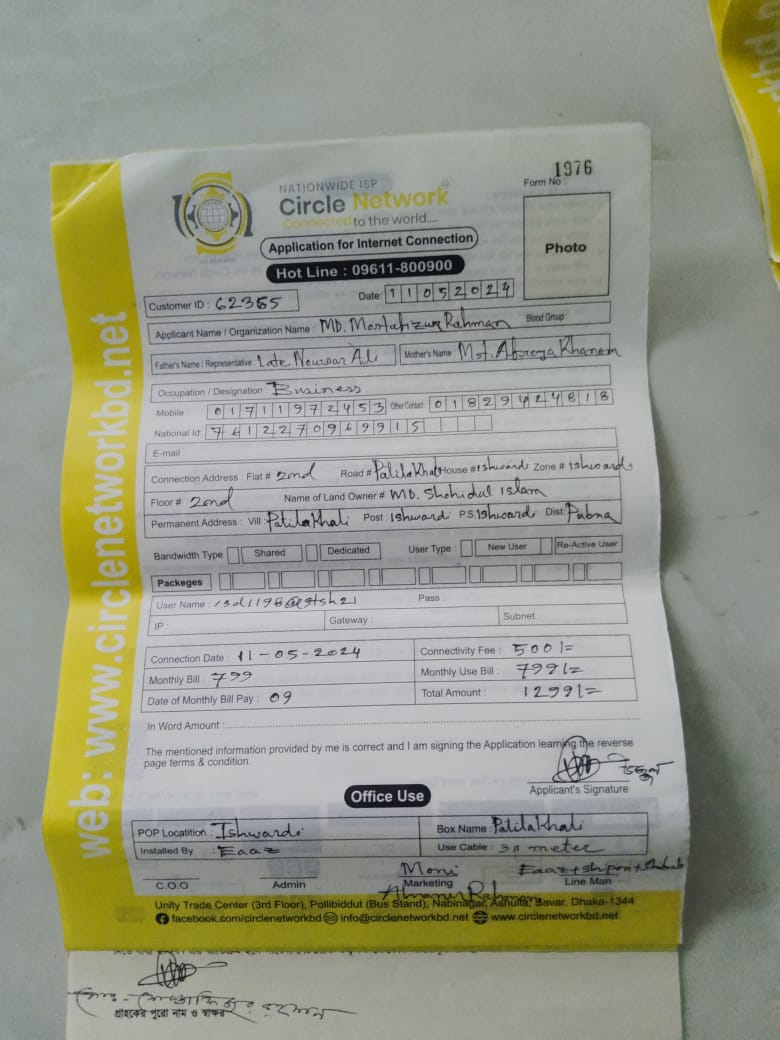 1976
Form No :
NATIONWIDE ISP
Circle Network
Connected to the world....
Application for Internet Connection
Hot Line : 09611-800900
Photo
Customer ID : 62385
Date: 11052024
Applicant Name / Organization Name : MD. Mostafizur Rahman Blood Group :
Father's Name / Representative : Late Ali Mother's Name : Mst. Khanom
Occupation / Designation : Business
Mobile : 01711972453 Other Contact 01829424818
National Id: 7612270969915
E-mail
Connection Address : Flat # 2nd Road # Patilakhali House # Ishwardi Zone # Ishwardi
Floor # 2nd Name of Land Owner # MD. Shohidul Islam
Permanent Address : Vill : Patilakhali Post : Ishwardi P.S Ishwardi Dist: Pabna
Bandwidth Type Shared Dedicated User Type : New User Re-Active User
Packeges
User Name : Pass :
IP : Gateway : Subnet :
Connection Date : 11-05-2024 Connectivity Fee : 500/=
Monthly Bill : 799 Monthly Use Bill : 799/=
Date of Monthly Bill Pay : 09 Total Amount : 1299/=
In Word Amount :
The mentioned information provided by me is correct and I am signing the Application learning the reverse
page terms & condition.
Applicant's Signature
Office Use
POP Locatition : Ishwardi Box Name : Patilakhali
Installed By : Eaaz Use Cable : 30 meter
Moni Eaaz + Shipon +
C.O.O Admin Marketing Line Man
Rahman
Unity Trade Center (3rd Floor), Pollibiddut (Bus Stand), Nabinagar, Ashulia, Savar, Dhaka-1344
facebook.com/circlenetworkbd info@circlenetworkbd.net www.circlenetworkbd.net
web: www.circlenetworkbd.net
মোঃ - মোস্তাফিজুর রহমান
গ্রাহকের পুরো নাম ও স্বাক্ষর